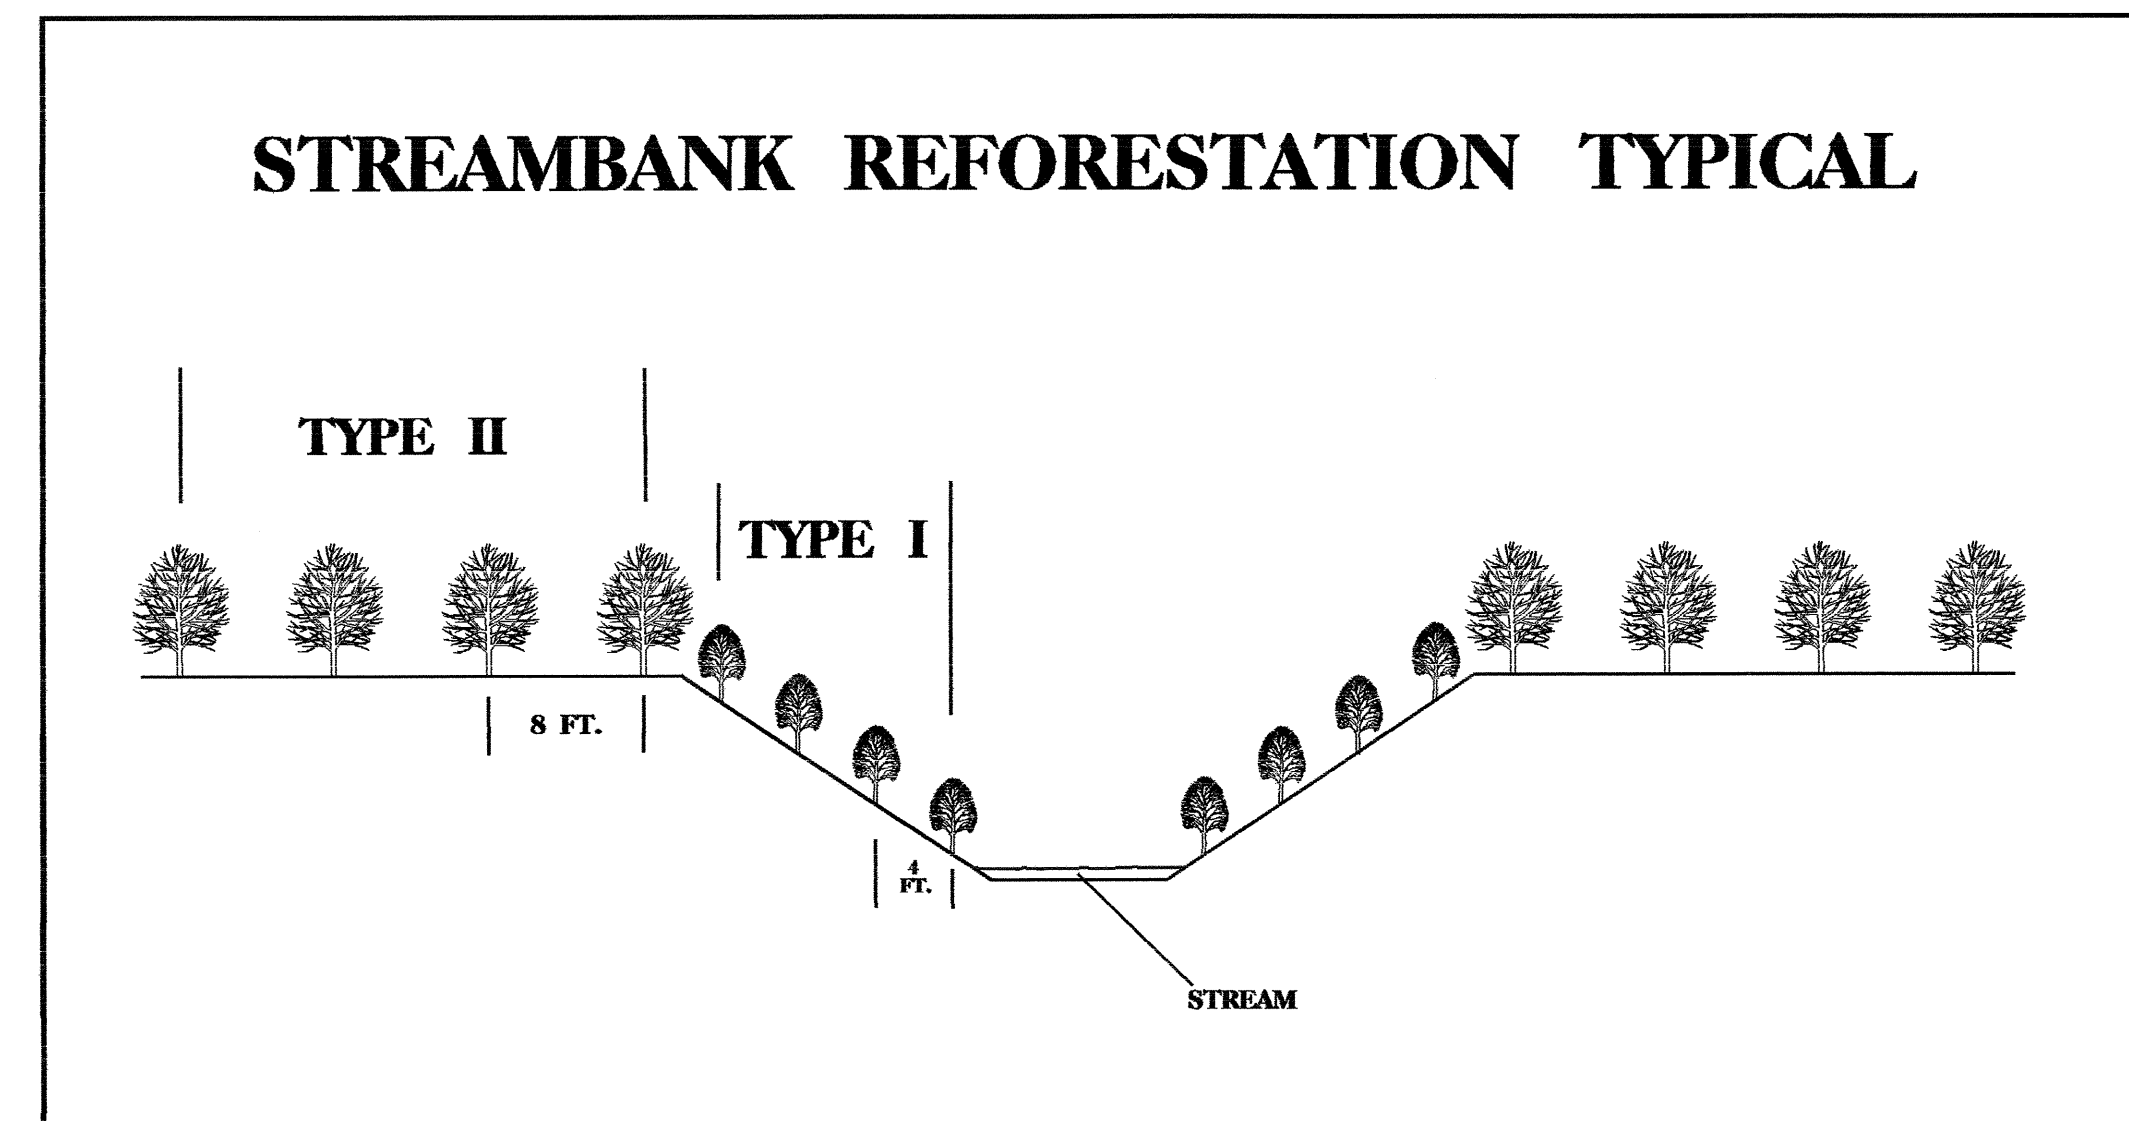 STREAMBANK REFORESTATION TYPICAL
TYPE II
TYPE I
8 FT.
4
FT.
STREAM